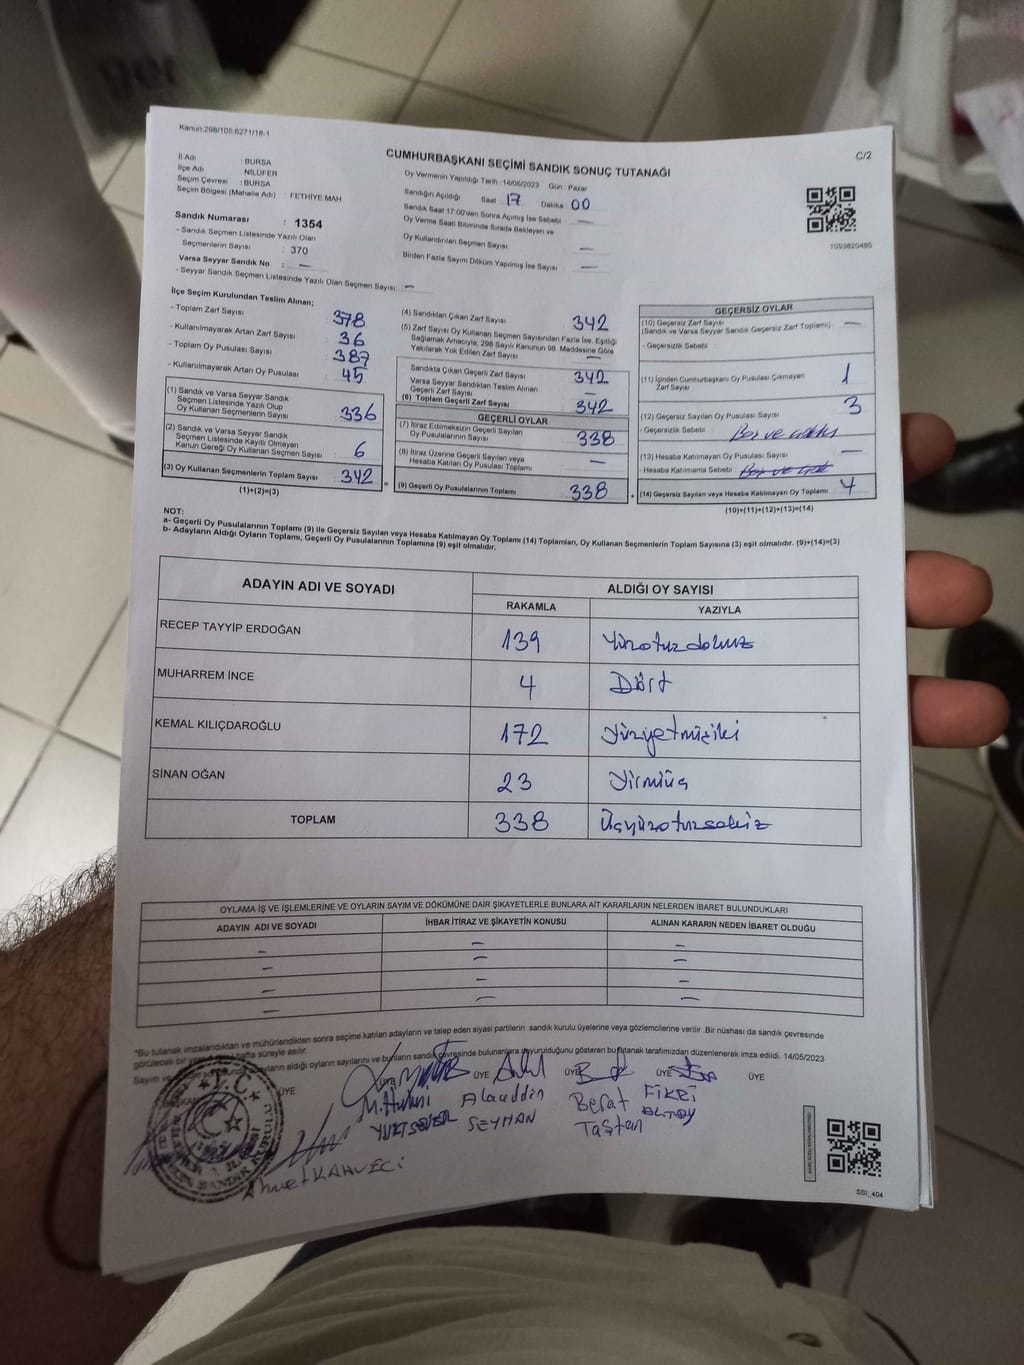 Kanun.298/105,6271/18-1
C/2
CUMHURBAŞKANI SEÇİMİ SANDIK SONUÇ TUTANAĞI
İl Adı : BURSA
İlçe Adı NİLÜFER
Seçim Çevresi : BURSA
Seçim Bölgesi (Mahalle Adı) : FETHİYE MAH
Oy Vermenin Yapıldığı Tarih : 14/05/2023 Gün : Pazar
Sandığın Açıldığı Saat 17 Dakika 00
Sandık Saat 17.00'den Sonra Açılmış İse Sebebi —
Oy Verme Saati Bitiminde Sırada Bekleyen ve
Oy Kullandırılan Seçmen Sayısı —
Birden Fazla Sayım Döküm Yapılmış İse Sayısı —
1093820485
Sandık Numarası : 1354
- Sandık Seçmen Listesinde Yazılı Olan
Seçmenlerin Sayısı : 370
Varsa Seyyar Sandık No : —
- Seyyar Sandık Seçmen Listesinde Yazılı Olan Seçmen Sayısı —
İlçe Seçim Kurulundan Teslim Alınan;
- Toplam Zarf Sayısı 378
- Kullanılmayarak Artan Zarf Sayısı 36
- Toplam Oy Pusulası Sayısı 387
- Kullanılmayarak Artan Oy Pusulası 45
(1) Sandık ve Varsa Seyyar Sandık
Seçmen Listesinde Yazılı Olup
Oy Kullanan Seçmenlerin Sayısı 336
(2) Sandık ve Varsa Seyyar Sandık
Seçmen Listesinde Kayıtlı Olmayan
Kanun Gereği Oy Kullanan Seçmen Sayısı 6
(3) Oy Kullanan Seçmenlerin Toplam Sayısı 342
(1)+(2)=(3)
(4) Sandıktan Çıkan Zarf Sayısı 342
(5) Zarf Sayısı Oy Kullanan Seçmen Sayısından Fazla İse, Eşitliği
Sağlamak Amacıyla, 298 Sayılı Kanunun 98. Maddesine Göre
Yakılarak Yok Edilen Zarf Sayısı —
Sandıkta Çıkan Geçerli Zarf Sayısı 342
Varsa Seyyar Sandıktan Teslim Alınan
Geçerli Zarf Sayısı —
(6) Toplam Geçerli Zarf Sayısı 342
GEÇERLİ OYLAR
(7) İtiraz Edilmeksizin Geçerli Sayılan
Oy Pusulalarının Sayısı 338
(8) İtiraz Üzerine Geçerli Sayılan veya
Hesaba Katılan Oy Pusulası Toplamı —
(9) Geçerli Oy Pusulalarının Toplamı 338
GEÇERSİZ OYLAR
(10) Geçersiz Zarf Sayısı —
(Sandık ve Varsa Seyyar Sandık Geçersiz Zarf Toplamı)
- Geçersizlik Sebebi
(11) İçinden Cumhurbaşkanı Oy Pusulası Çıkmayan
Zarf Sayısı 1
(12) Geçersiz Sayılan Oy Pusulası Sayısı 3
- Geçersizlik Sebebi Boş ve
(13) Hesaba Katılmayan Oy Pusulası Sayısı —
- Hesaba Katılmama Sebebi Boş ve
(14) Geçersiz Sayılan veya Hesaba Katılmayan Oy Toplamı 4
(10)+(11)+(12)+(13)=(14)
NOT:
a- Geçerli Oy Pusulalarının Toplamı (9) ile Geçersiz Sayılan veya Hesaba Katılmayan Oy Toplamı (14) Toplamları, Oy Kullanan Seçmenlerin Toplam Sayısına (3) eşit olmalıdır. (9)+(14)=(3)
b- Adayların Aldığı Oyların Toplamı, Geçerli Oy Pusulalarının Toplamına (9) eşit olmalıdır.
ADAYIN ADI VE SOYADI ALDIĞI OY SAYISI
RAKAMLA YAZIYLA
RECEP TAYYİP ERDOĞAN 139 Yüzotuzdokuz
MUHARREM İNCE 4 Dört
KEMAL KILIÇDAROĞLU 172 Yüzyetmişiki
SİNAN OĞAN 23 Yirmiüç
TOPLAM 338 Üçyüzotuzsekiz
OYLAMA İŞ VE İŞLEMLERİNE VE OYLARIN SAYIM VE DÖKÜMÜNE DAİR ŞİKAYETLERLE BUNLARA AİT KARARLARIN NELERDEN İBARET BULUNDUKLARI
ADAYIN ADI VE SOYADI İHBAR İTİRAZ VE ŞİKAYETİN KONUSU ALINAN KARARIN NEDEN İBARET OLDUĞU
— — —
— — —
— — —
— — —
"Bu tutanak imzalandıktan ve mühürlendikten sonra seçime katılan adayların ve talep eden siyasi partilerin sandık kurulu üyelerine veya gözlemcilerine verilir. Bir nüshası da sandık çevresinde
görülecek bir hafta süreyle asılır.
Sayım ve oyların aldığı oyların sayılarını ve bunların sandık çevresinde bulunanlara duyurulduğunu gösteren bu tutanak tarafımızdan düzenlenerek imza edildi. 14/05/2023
ÜYE ÜYE ÜYE ÜYE ÜYE
YURTSEVER
Alauddin
SEYHAN
Berat
Taştan
FİKRİ
ALTAY
Ahmet KAHVECİ
T.C.
SANDIK KURULU
SSI_404